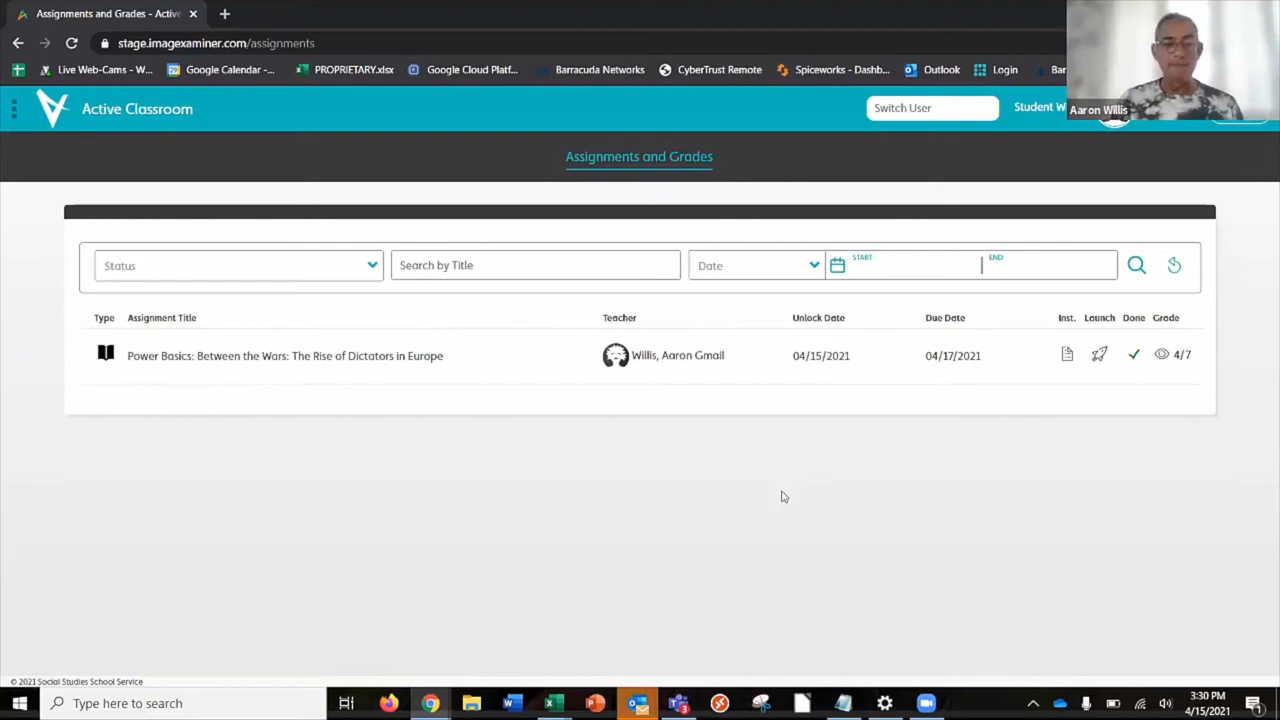 Assignments and Grades - Active
stage.imagexaminer.com/assignments
Live Web-Cams - W...
Google Calendar -...
PROPRIETARY.xlsx
Google Cloud Platf...
Barracuda Networks
CyberTrust Remote
Spiceworks - Dashb...
Outlook
Login
Bar
Active Classroom
Switch User
Student W
Aaron Willis
Assignments and Grades
Status
Search by Title
Date
START
END
Type Assignment Title Teacher Unlock Date Due Date Inst. Launch Done Grade
Power Basics: Between the Wars: The Rise of Dictators in Europe Willis, Aaron Gmail 04/15/2021 04/17/2021 4/7
© 2021 Social Studies School Service
Type here to search
3:30 PM
4/15/2021